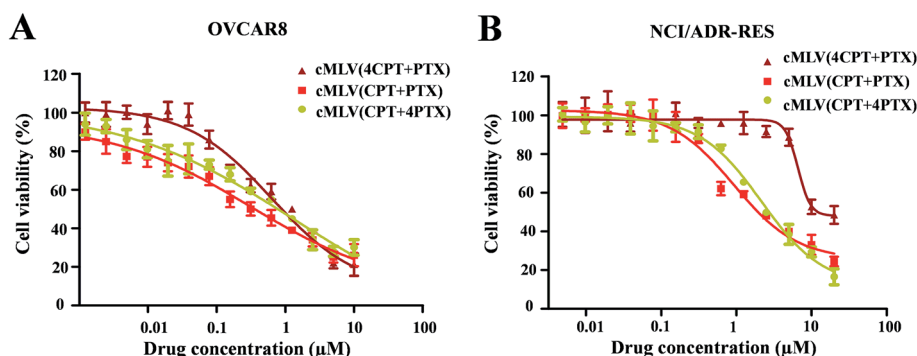 A
OVCAR8
cMLV(4CPT+PTX)
cMLV(CPT+PTX)
cMLV(CPT+4PTX)
Cell viability (%)
120
100
80
60
40
20
0
0.01 0.1 1 10 100
Drug concentration (µM)
B
NCI/ADR-RES
cMLV(4CPT+PTX)
cMLV(CPT+PTX)
cMLV(CPT+4PTX)
Cell viability (%)
120
100
80
60
40
20
0
0.01 0.1 1 10 100
Drug concentration (µM)